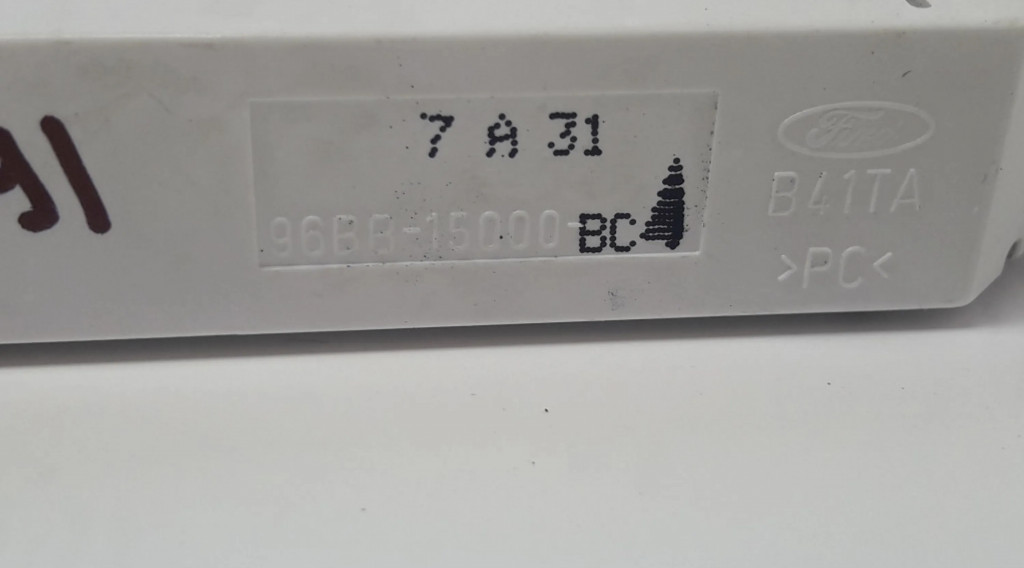 7 A 31
96BB-15000-BC
Ford
B41TA
>PC<